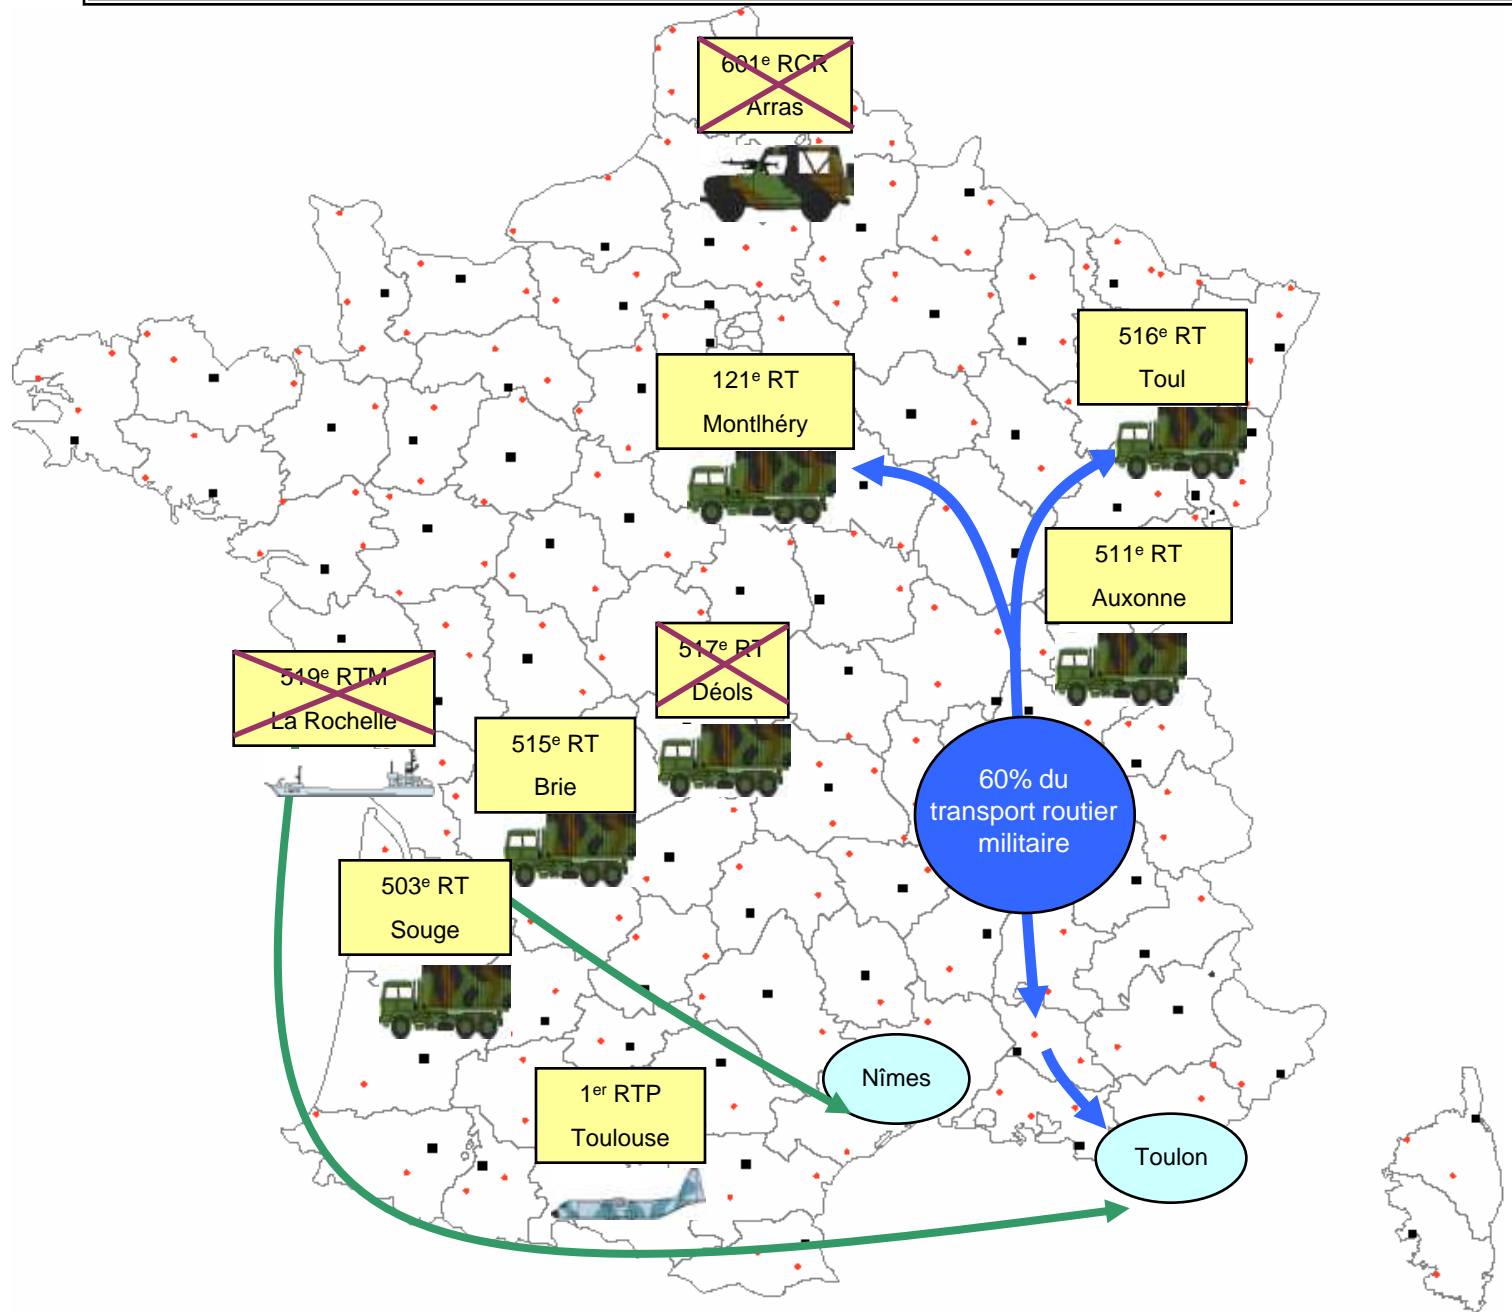 601e RCR
Arras
516e RT
Toul
121e RT
Montlhéry
511e RT
Auxonne
517e RT
Déols
519e RTM
La Rochelle
515e RT
Brie
60% du
transport routier
militaire
503e RT
Souge
Nîmes
1er RTP
Toulouse
Toulon